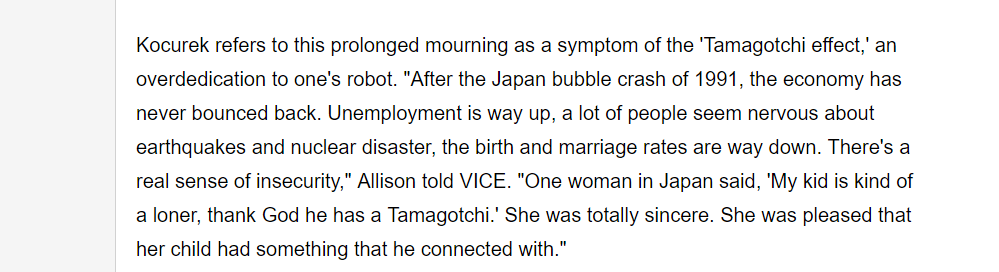 Kocurek refers to this prolonged mourning as a symptom of the 'Tamagotchi effect,' an
overdedication to one's robot. "After the Japan bubble crash of 1991, the economy has
never bounced back. Unemployment is way up, a lot of people seem nervous about
earthquakes and nuclear disaster, the birth and marriage rates are way down. There's a
real sense of insecurity," Allison told VICE. "One woman in Japan said, 'My kid is kind of
a loner, thank God he has a Tamagotchi.' She was totally sincere. She was pleased that
her child had something that he connected with."